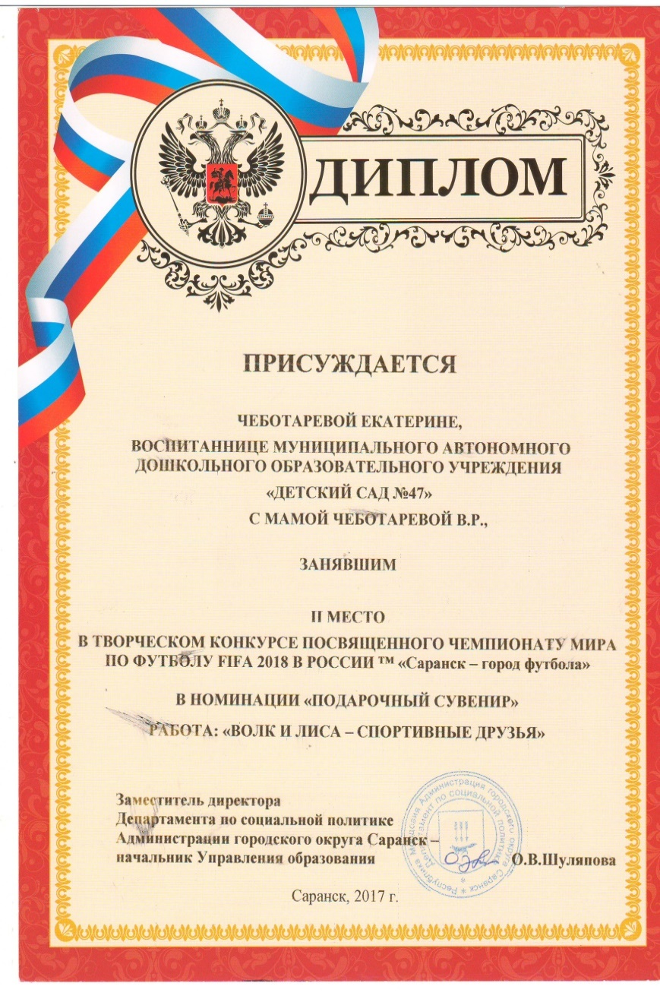 ДИПЛОМ
ПРИСУЖДАЕТСЯ
ЧЕБОТАРЕВОЙ ЕКАТЕРИНЕ,
ВОСПИТАННИЦЕ МУНИЦИПАЛЬНОГО АВТОНОМНОГО
ДОШКОЛЬНОГО ОБРАЗОВАТЕЛЬНОГО УЧРЕЖДЕНИЯ
«ДЕТСКИЙ САД №47»
С МАМОЙ ЧЕБОТАРЕВОЙ В.Р.,
ЗАНЯВШИМ
II МЕСТО
В ТВОРЧЕСКОМ КОНКУРСЕ ПОСВЯЩЕННОГО ЧЕМПИОНАТУ МИРА
ПО ФУТБОЛУ FIFA 2018 В РОССИИ ™ «Саранск – город футбола»
В НОМИНАЦИИ «ПОДАРОЧНЫЙ СУВЕНИР»
РАБОТА: «ВОЛК И ЛИСА – СПОРТИВНЫЕ ДРУЗЬЯ»
Заместитель директора
Департамента по социальной политике
Администрации городского округа Саранск –
начальник Управления образования
О.В.Шуляпова
Республика Мордовия Администрация городского округа Саранск
Департамент по социальной политике
Саранск, 2017 г.